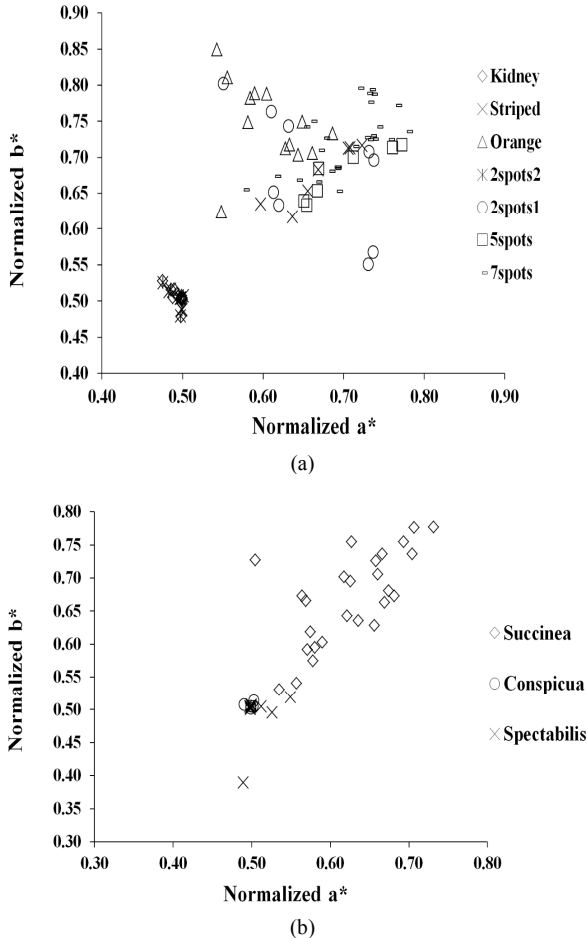 0.90
0.85
0.80
0.75
0.70
0.65
0.60
0.55
0.50
0.45
0.40
Normalized b*
0.40 0.50 0.60 0.70 0.80 0.90
Normalized a*
Kidney
Striped
Orange
2spots2
2spots1
5spots
7spots
(a)
0.80
0.75
0.70
0.65
0.60
0.55
0.50
0.45
0.40
0.35
0.30
Normalized b*
0.30 0.40 0.50 0.60 0.70 0.80
Normalized a*
Succinea
Conspicua
Spectabilis
(b)